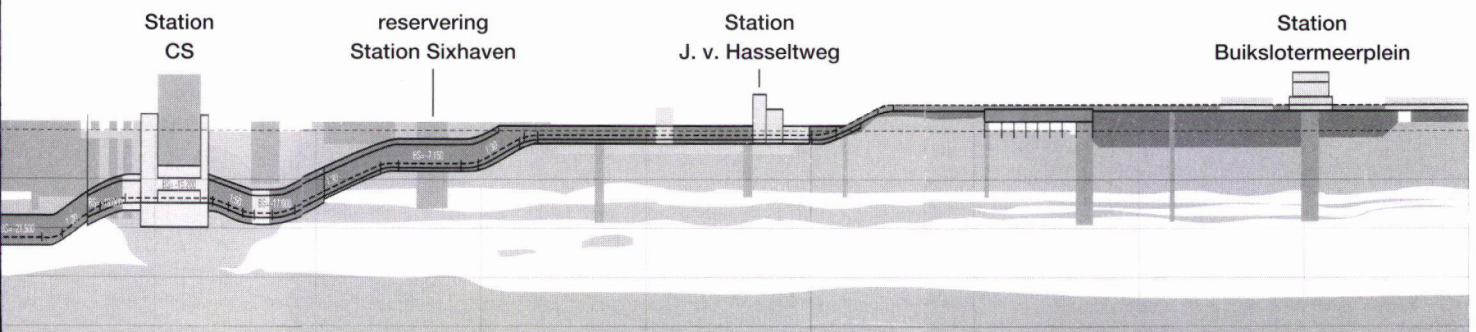 Station
CS
reservering
Station Sixhaven
Station
J. v. Hasseltweg
Station
Buikslotermeerplein